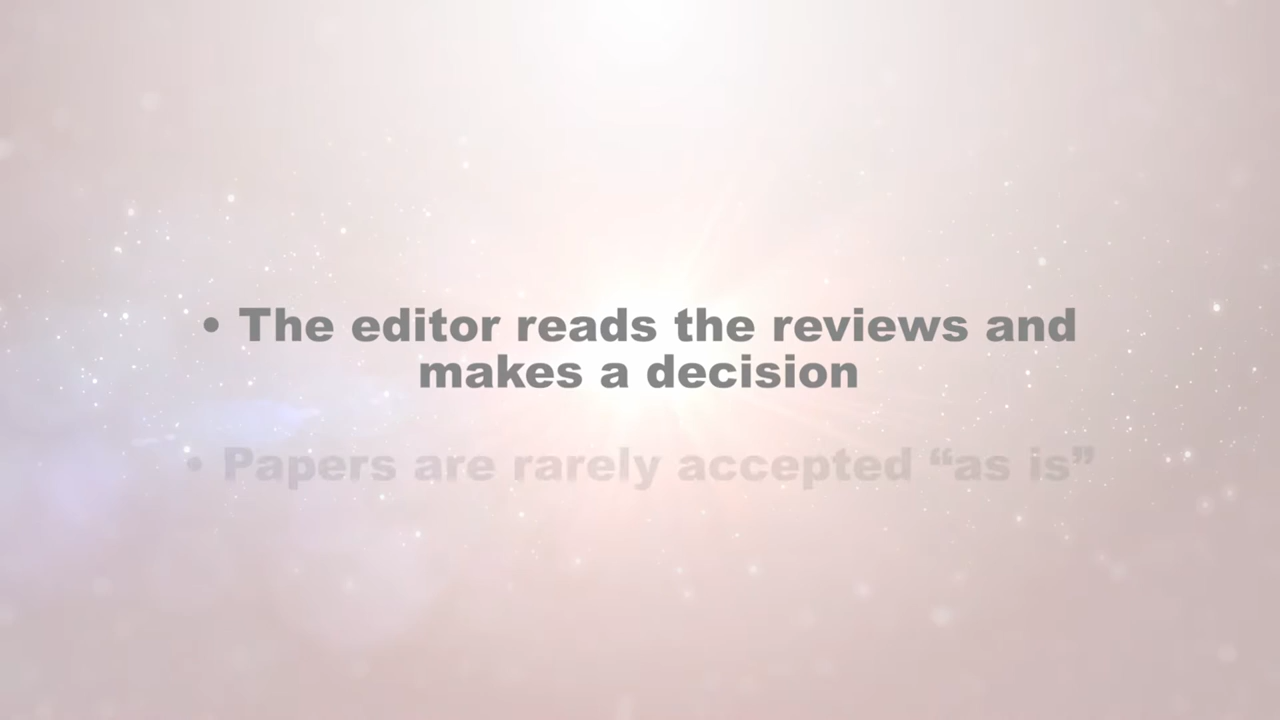 • The editor reads the reviews and
makes a decision
• Papers are rarely accepted “as is”